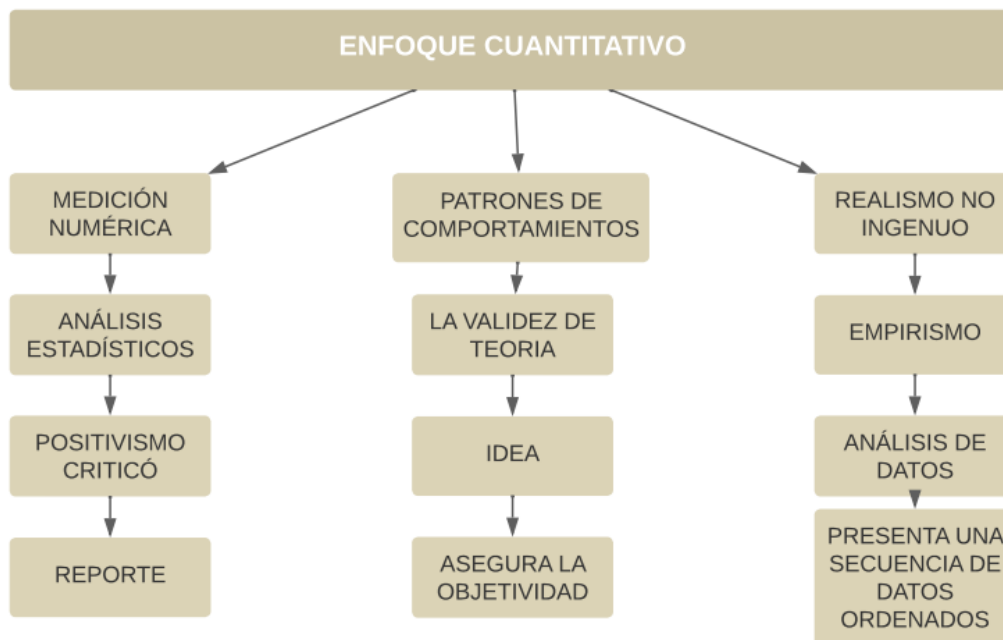 ENFOQUE CUANTITATIVO
MEDICIÓN
NUMÉRICA
PATRONES DE
COMPORTAMIENTOS
REALISMO NO
INGENUO
ANÁLISIS
ESTADÍSTICOS
LA VALIDEZ DE
TEORIA
EMPIRISMO
POSITIVISMO
CRITICÓ
IDEA
ANÁLISIS DE
DATOS
REPORTE
ASEGURA LA
OBJETIVIDAD
PRESENTA UNA
SECUENCIA DE
DATOS
ORDENADOS